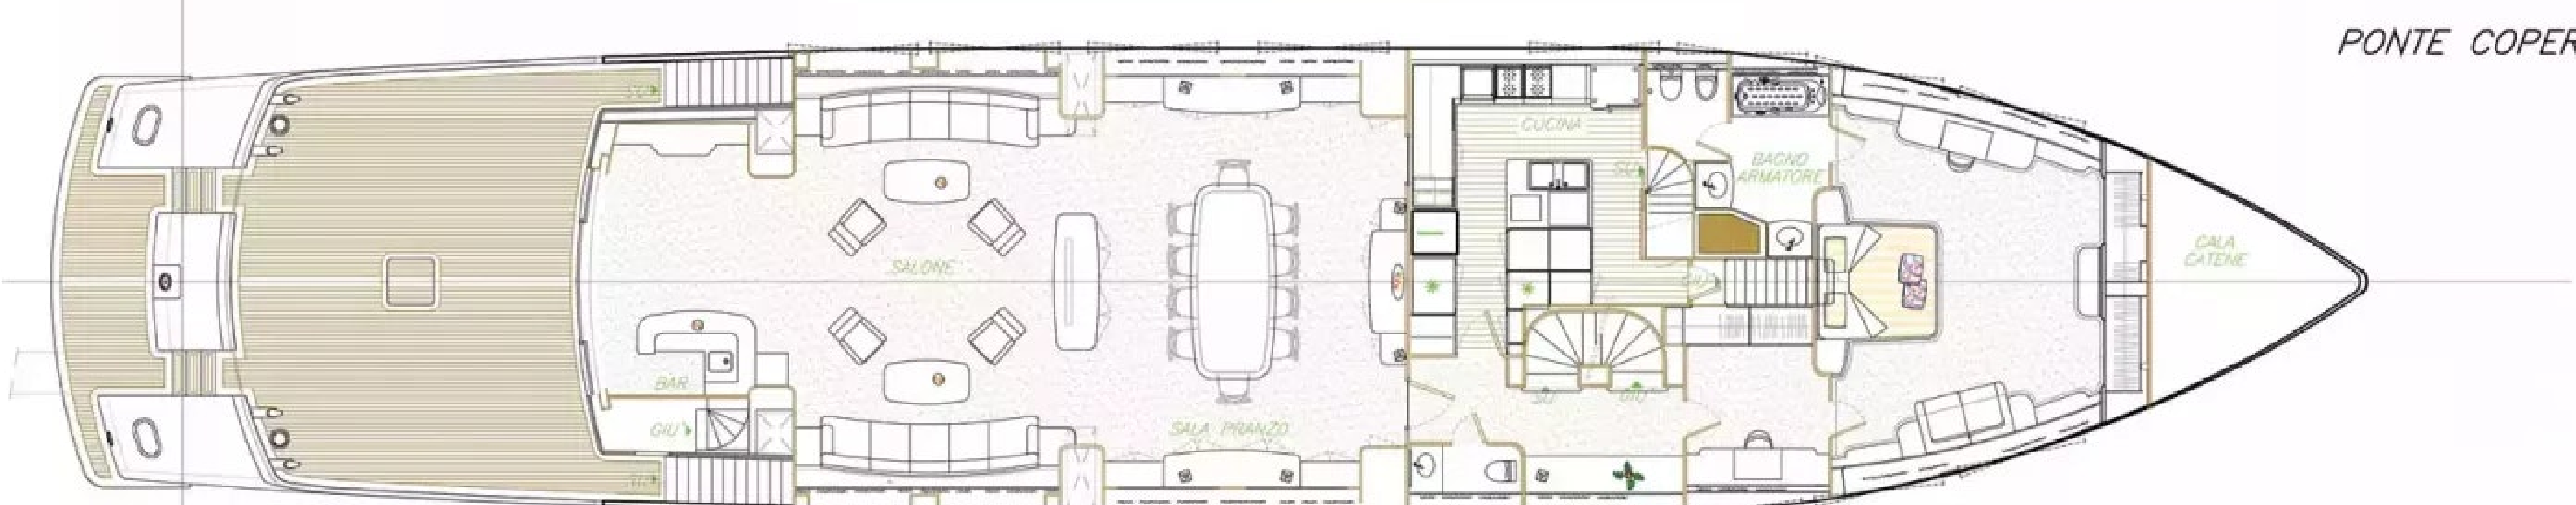 PONTE COPER
SU
CUCINA
SU
BAGNO
ARMATORE
SALONE
CALA
CATENE
GIU'
BAR
SU
GIU'
GIU'
SALA PRANZO
SU